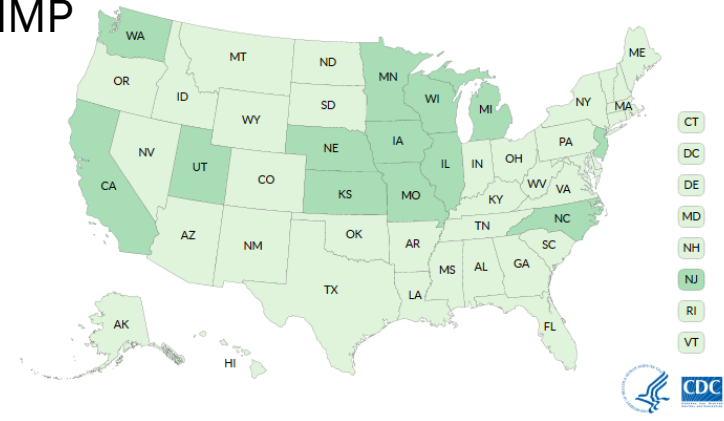 IMP
WA
MT
ND
MN
ME
OR
ID
SD
WI
MI
NY
MA
WY
CT
NV
UT
NE
IA
PA
DC
CA
CO
KS
MO
IL
IN
OH
WV
VA
DE
KY
MD
AZ
NM
OK
AR
TN
NC
SC
NH
TX
LA
MS
AL
GA
NJ
AK
HI
FL
RI
VT
CDC